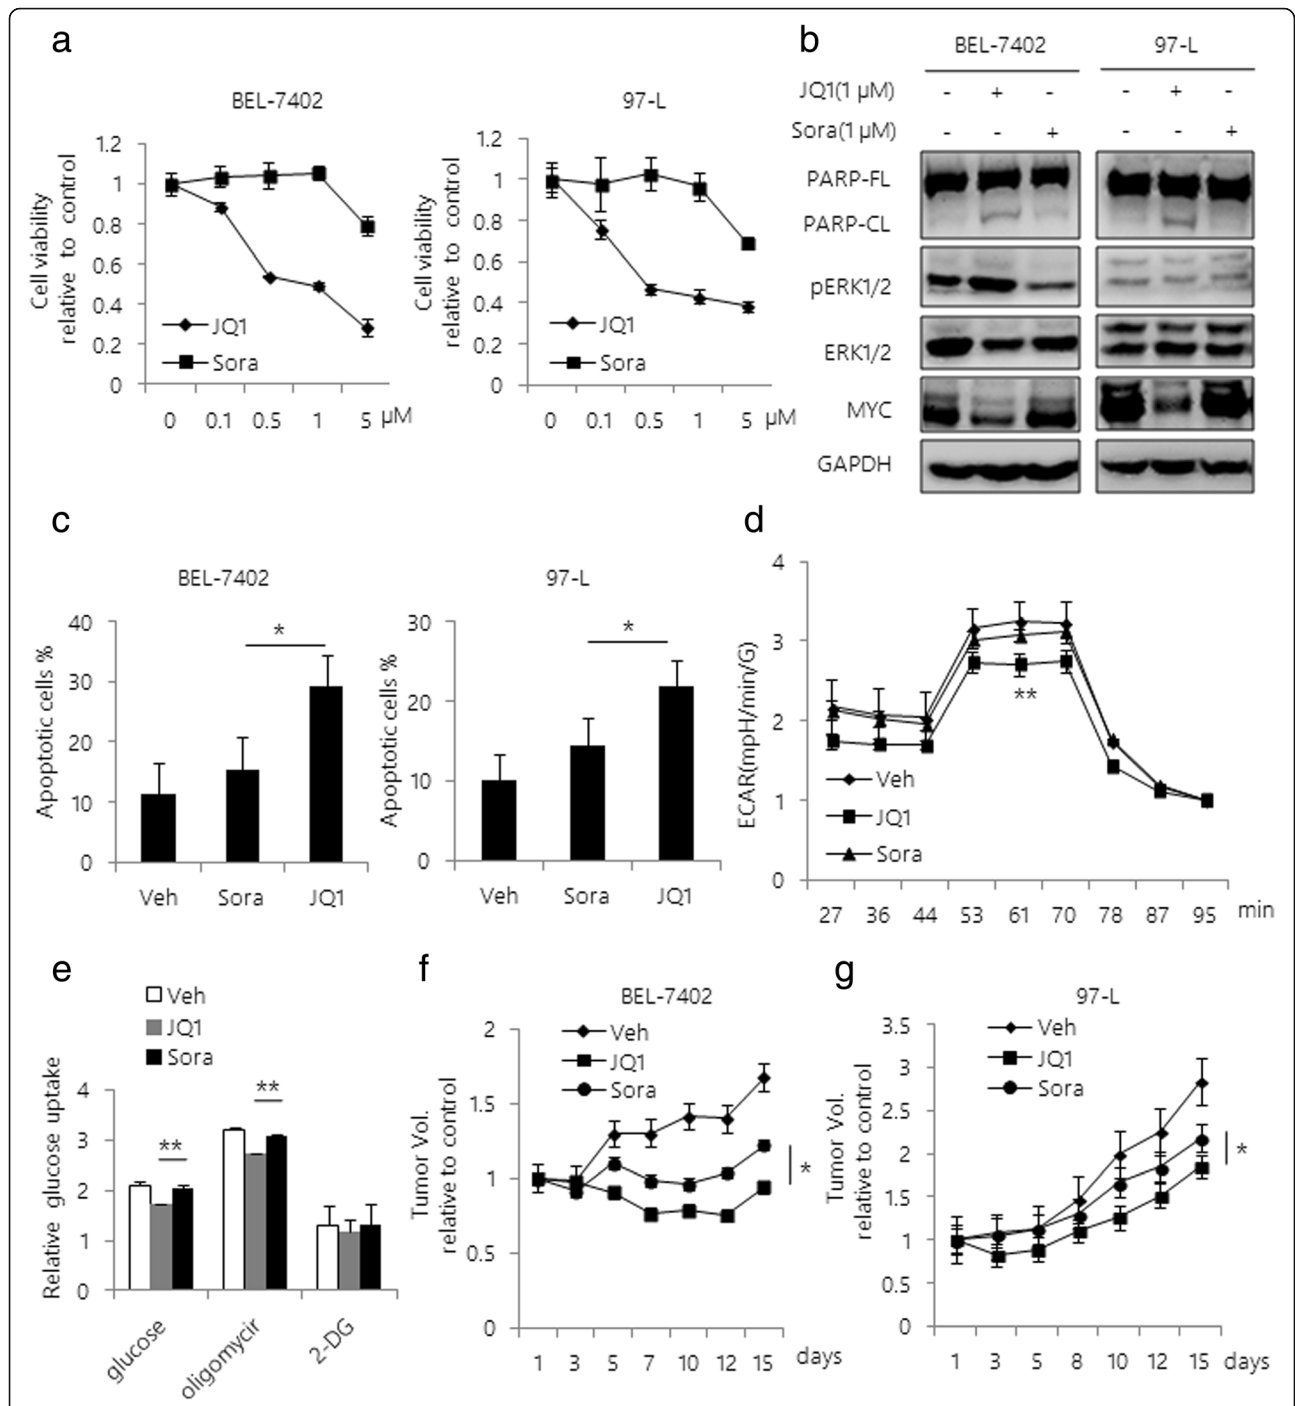 a
BEL-7402
Cell viability
relative to control
1.2
1
0.8
0.6
0.4
0.2
0
JQ1
Sora
0 0.1 0.5 1 5 µM
97-L
Cell viability
relative to control
1.2
1
0.8
0.6
0.4
0.2
0
JQ1
Sora
0 0.1 0.5 1 5 µM
b
BEL-7402 97-L
JQ1(1 µM) - + - - + -
Sora(1 µM) - - + - - +
PARP-FL
PARP-CL
pERK1/2
ERK1/2
MYC
GAPDH
c
BEL-7402
Apoptotic cells %
40
30
20
10
0
*
Veh Sora JQ1
97-L
Apoptotic cells %
30
20
10
0
*
Veh Sora JQ1
d
ECAR(mpH/min/G)
4
3
2
1
0
**
Veh
JQ1
Sora
27 36 44 53 61 70 78 87 95 min
e
Veh
JQ1
Sora
Relative glucose uptake
4
3
2
1
0
**
**
glucose
oligomycir
2-DG
f
BEL-7402
Tumor Vol.
relative to control
2
1.5
1
0.5
0
Veh
JQ1
Sora
*
1 3 5 7 10 12 15 days
g
97-L
Tumor Vol.
relative to control
3.5
3
2.5
2
1.5
1
0.5
0
Veh
JQ1
Sora
*
1 3 5 8 10 12 15 days